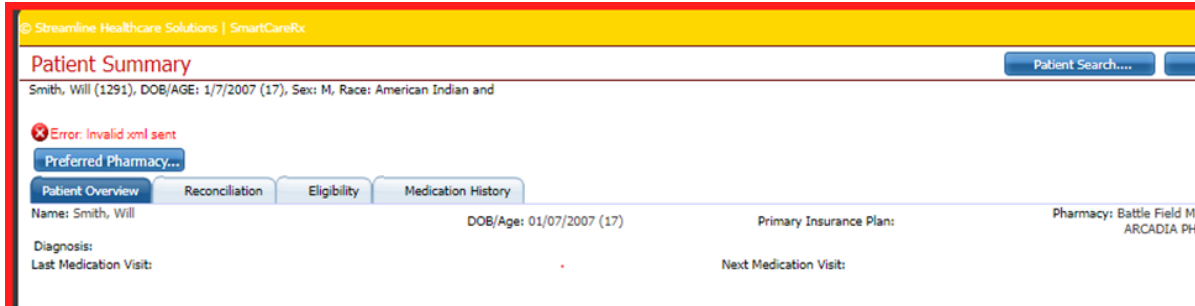 © Streamline Healthcare Solutions | SmartCareRx
Patient Summary
Patient Search....
Smith, Will (1291), DOB/AGE: 1/7/2007 (17), Sex: M, Race: American Indian and
Error: Invalid xml sent
Preferred Pharmacy...
Patient Overview Reconciliation Eligibility Medication History
Name: Smith, Will DOB/Age: 01/07/2007 (17) Primary Insurance Plan: Pharmacy: Battle Field M
ARCADIA PH
Diagnosis:
Last Medication Visit: Next Medication Visit: